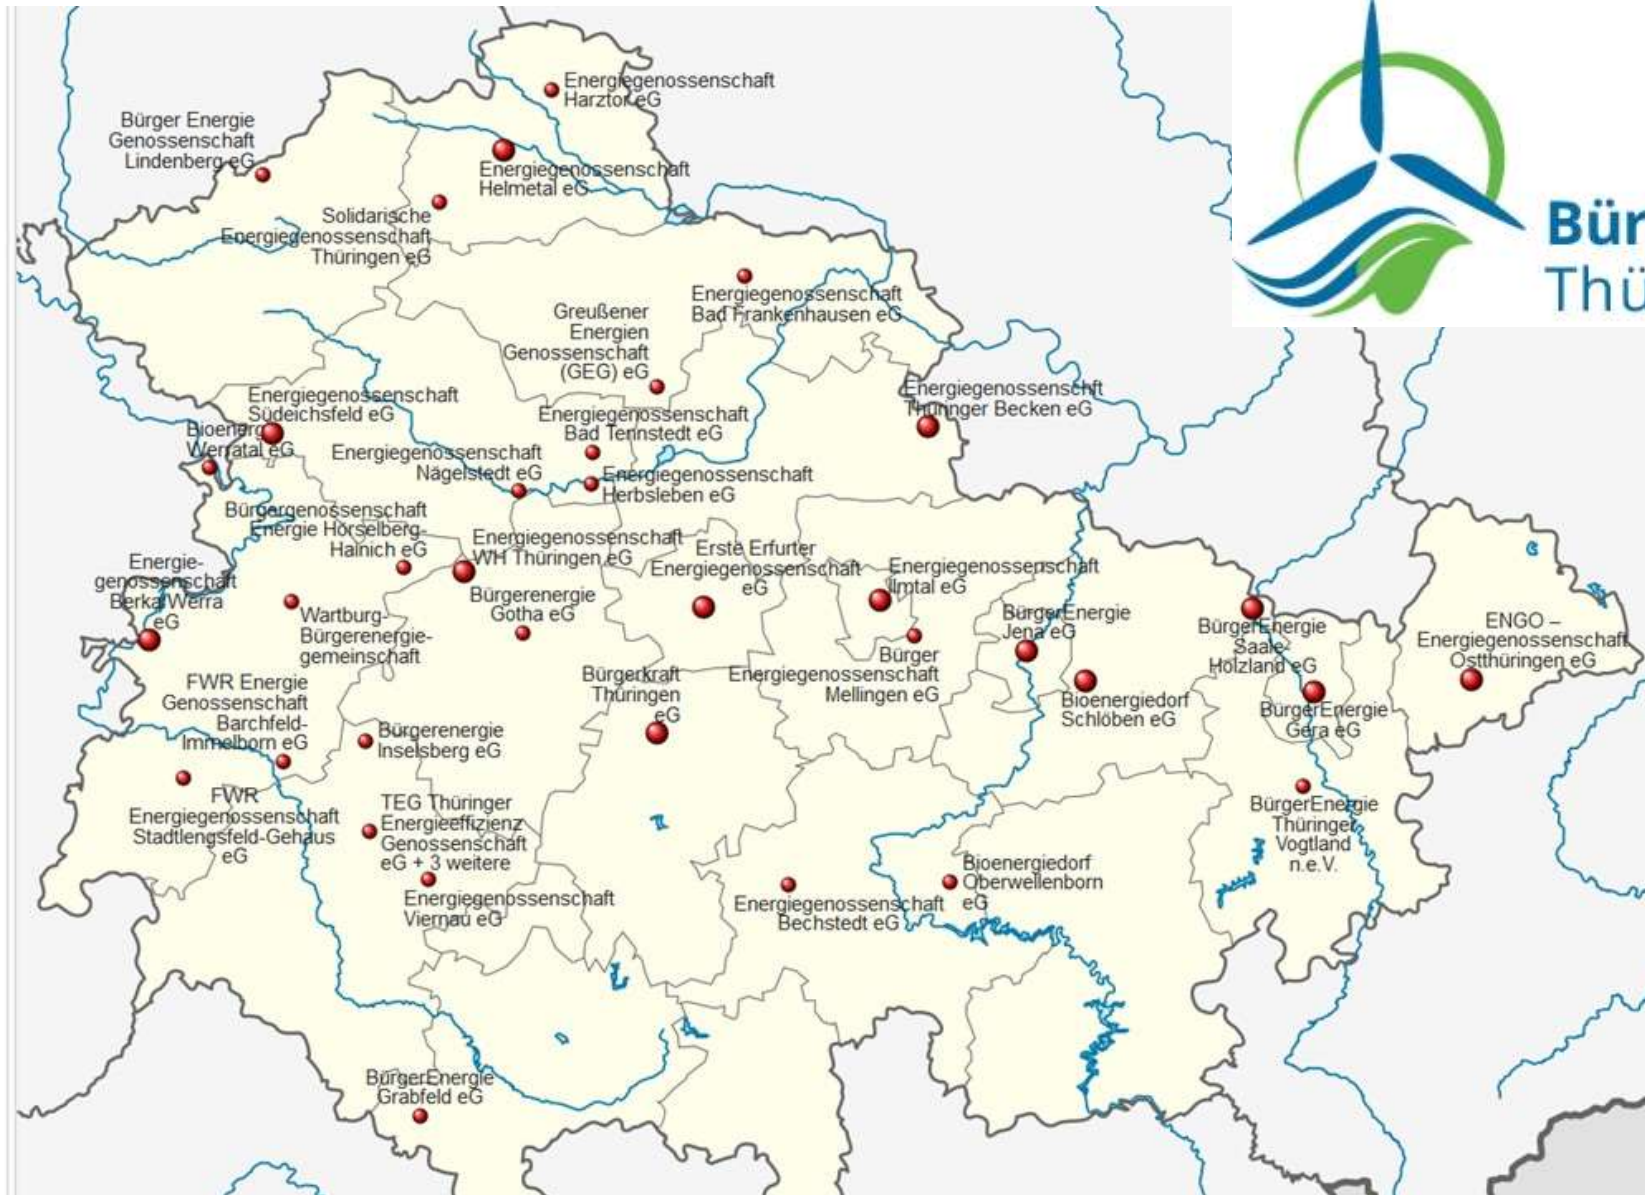 Energiegenossenschaft
Harztor eG
Bürger Energie
Genossenschaft
Lindenberg eG
Energiegenossenschaft
Helmetal eG
Solidarische
Energiegenossenschaft
Thüringen eG
Bür
Thü
Energiegenossenschaft
Bad Frankenhausen eG
Greußener
Energien
Genossenschaft
(GEG) eG
Energiegenossenschaft
Südeichsfeld eG
Energiegenossenschft
Thüringer Becken eG
Energiegenossenschaft
Bad Tennstedt eG
Bioenergie
Werratal eG
Energiegenossenschaft
Nägelstedt eG
Energiegenossenschaft
Herbsleben eG
Bürgergenossenschaft
Energie Hörselberg-
Hainich eG
Energiegenossenschaft
WH Thüringen eG
Erste Erfurter
Energiegenossenschaft
eG
Energiegenossenschaft
Ilmtal eG
Energie-
genossenschaft
Berka/Werra
eG
Bürgerenergie
Gotha eG
Wartburg-
Bürgerenergie-
gemeinschaft
BürgerEnergie
Jena eG
BürgerEnergie
Saale-
Holzland eG
ENGO –
Energiegenossenschaft
Ostthüringen eG
Bürger
Energiegenossenschaft
Mellingen eG
Bürgerkraft
Thüringen
eG
FWR Energie
Genossenschaft
Barchfeld-
Immelborn eG
Bioenergiedorf
Schlöben eG
BürgerEnergie
Gera eG
Bürgerenergie
Inselsberg eG
FWR
Energiegenossenschaft
Stadtlengsfeld-Gehaus
eG
TEG Thüringer
Energieeffizienz
Genossenschaft
eG + 3 weitere
BürgerEnergie
Thüringer
Vogtland
n.e.V.
Bioenergiedorf
Oberwellenborn
eG
Energiegenossenschaft
Viernau eG
Energiegenossenschaft
Bechstedt eG
BürgerEnergie
Grabfeld eG